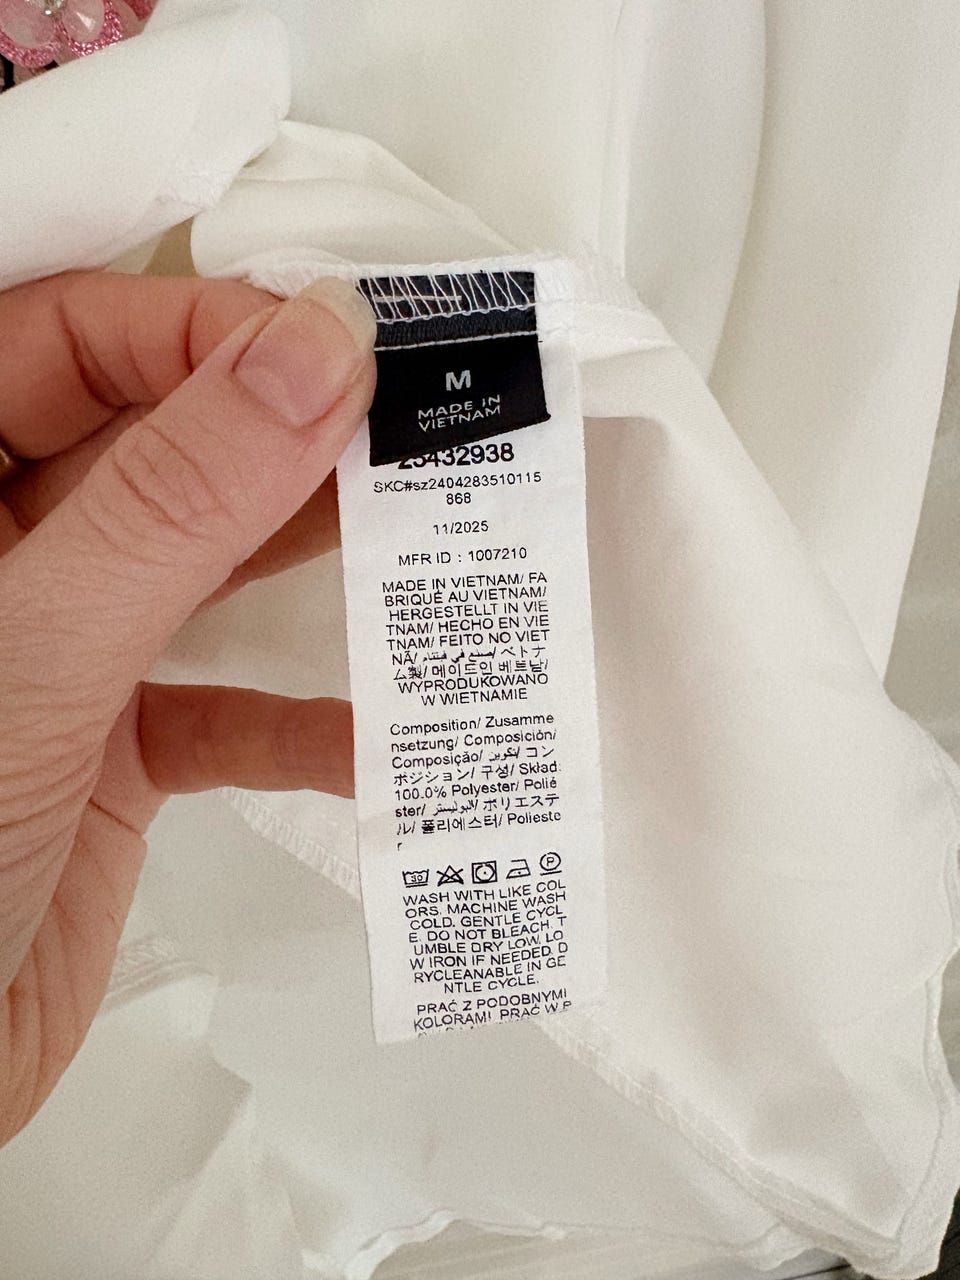 M
MADE IN
VIETNAM
23432938
SKC#sz2404283510115
868
11/2025
MFR ID : 1007210
MADE IN VIETNAM/ FA
BRIQUÉ AU VIETNAM/
HERGESTELLT IN VIE
TNAM/ HECHO EN VIE
TNAM/ FEITO NO VIET
NÃ/ صنع في فيتنام/ ベトナ
ム製/ 메이드인 베트남/
WYPRODUKOWANO
W WIETNAMIE
Composition/ Zusamme
nsetzung/ Composición/
Composição/ تكوين/ コン
ポジション/ 구성/ Skład:
100.0% Polyester/ Polié
ster/ البوليستر/ ポリエステ
ル/ 폴리에스터/ Polieste
r
30 P
WASH WITH LIKE COL
ORS. MACHINE WASH
COLD. GENTLE CYCL
E. DO NOT BLEACH. T
UMBLE DRY LOW. LO
W IRON IF NEEDED. D
RYCLEANABLE IN GE
NTLE CYCLE.
PRAĆ Z PODOBNYMI
KOLORAMI. PRAĆ W P